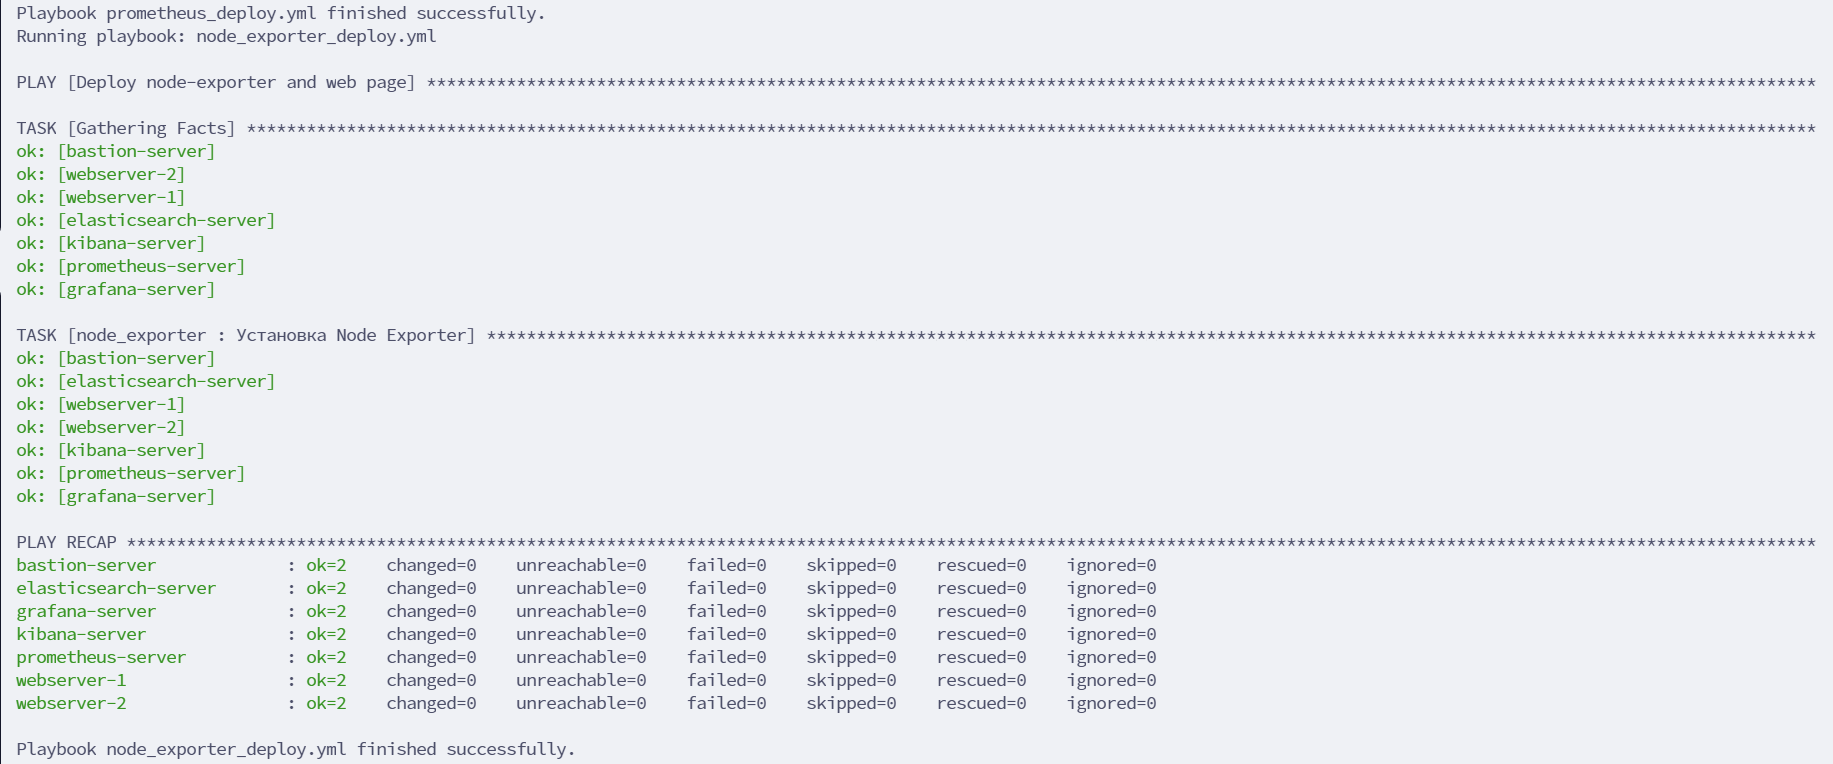 Playbook prometheus_deploy.yml finished successfully.
Running playbook: node_exporter_deploy.yml
PLAY [Deploy node-exporter and web page] *******************************************************************************************************************************************
TASK [Gathering Facts] *************************************************************************************************************************************************************
ok: [bastion-server]
ok: [webserver-2]
ok: [webserver-1]
ok: [elasticsearch-server]
ok: [kibana-server]
ok: [prometheus-server]
ok: [grafana-server]
TASK [node_exporter : Установка Node Exporter] *************************************************************************************************************************************
ok: [bastion-server]
ok: [elasticsearch-server]
ok: [webserver-1]
ok: [webserver-2]
ok: [kibana-server]
ok: [prometheus-server]
ok: [grafana-server]
PLAY RECAP *************************************************************************************************************************************************************************
bastion-server             : ok=2    changed=0    unreachable=0    failed=0    skipped=0    rescued=0    ignored=0
elasticsearch-server       : ok=2    changed=0    unreachable=0    failed=0    skipped=0    rescued=0    ignored=0
grafana-server             : ok=2    changed=0    unreachable=0    failed=0    skipped=0    rescued=0    ignored=0
kibana-server              : ok=2    changed=0    unreachable=0    failed=0    skipped=0    rescued=0    ignored=0
prometheus-server          : ok=2    changed=0    unreachable=0    failed=0    skipped=0    rescued=0    ignored=0
webserver-1                : ok=2    changed=0    unreachable=0    failed=0    skipped=0    rescued=0    ignored=0
webserver-2                : ok=2    changed=0    unreachable=0    failed=0    skipped=0    rescued=0    ignored=0
Playbook node_exporter_deploy.yml finished successfully.